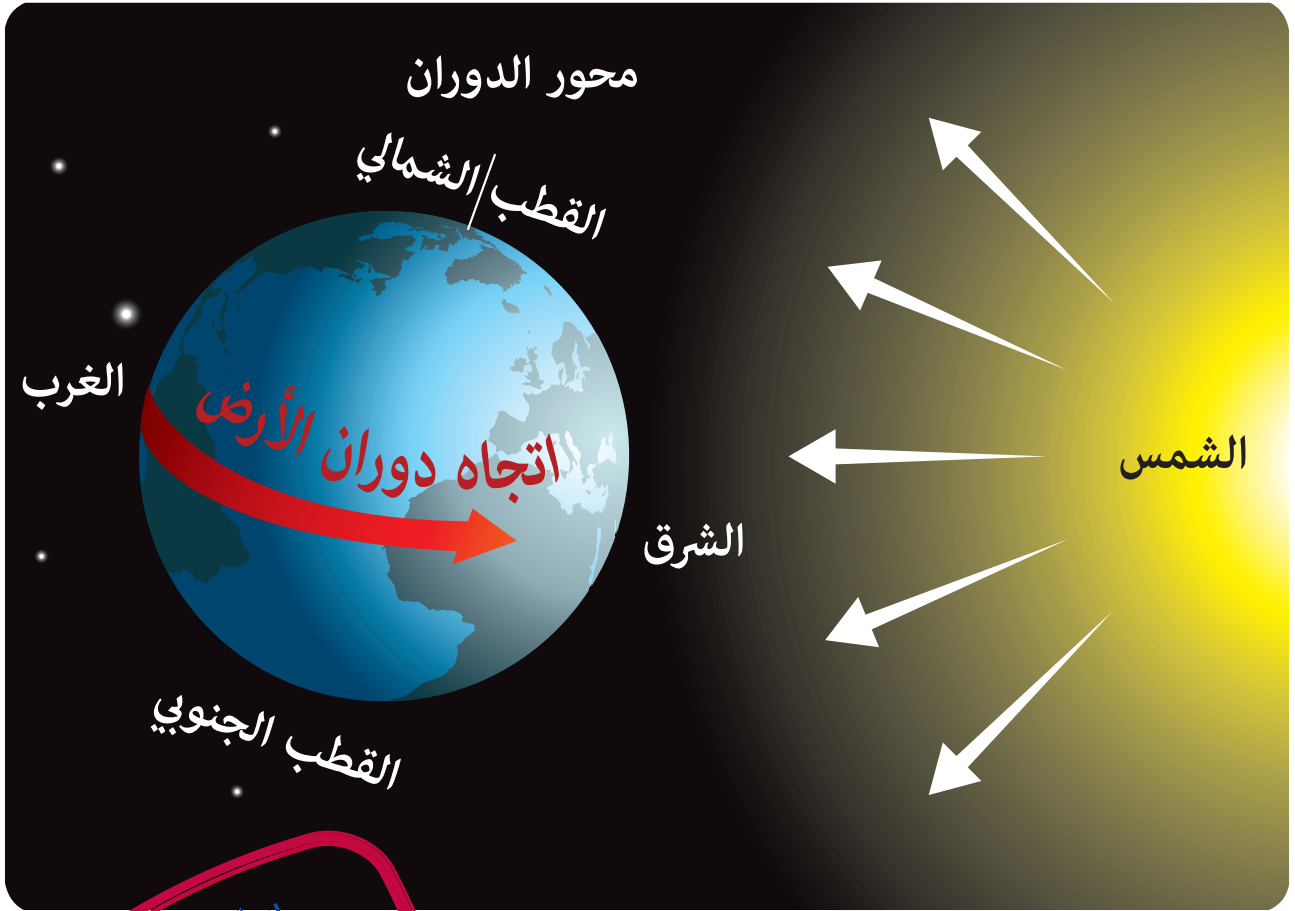 محور الدوران
القطب الشمالي
الغرب
اتجاه دوران الأرض
الشمس
الشرق
القطب الجنوبي